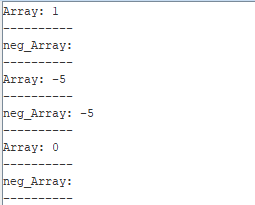 Array: 1
----------
neg_Array:
----------
Array: -5
----------
neg_Array: -5
----------
Array: 0
----------
neg_Array:
----------